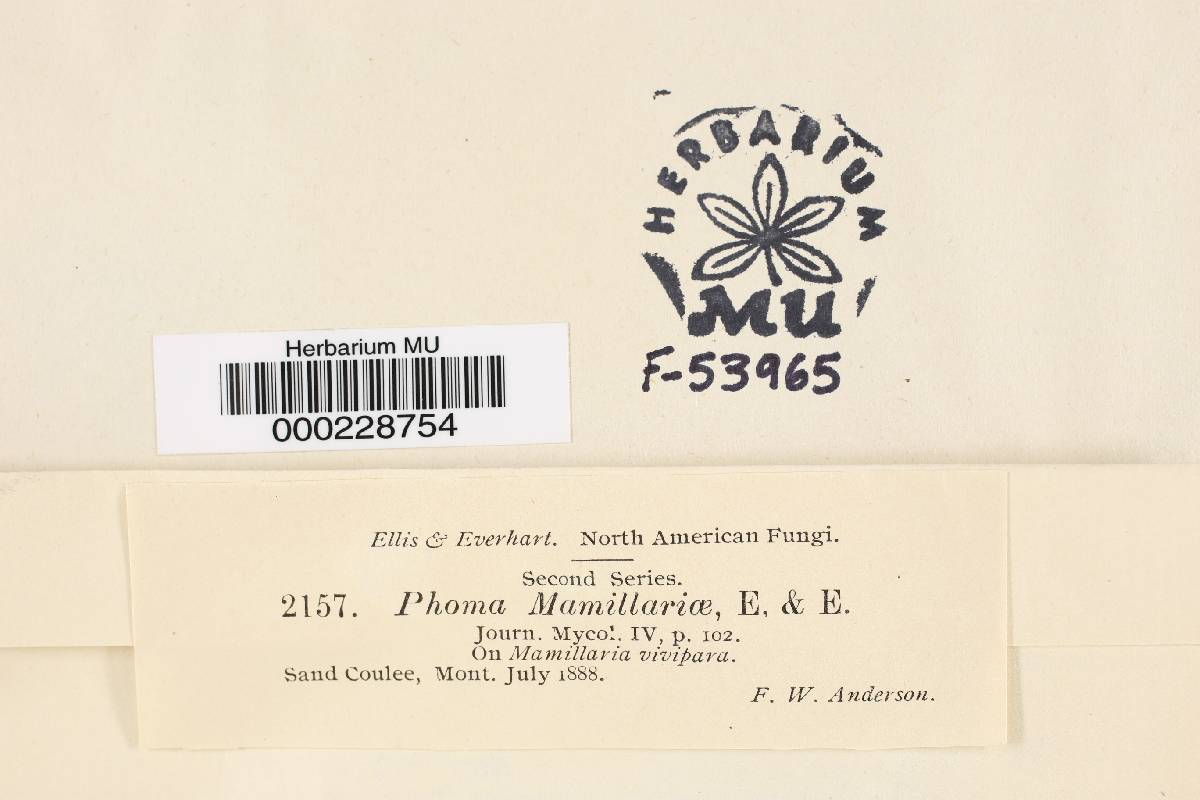 HERBARIUM
MU
F-53965
Herbarium MU
000228754
Ellis & Everhart. North American Fungi.
Second Series.
2157. Phoma Mamillariæ, E. & E.
Journ. Mycol. IV, p. 102.
On Mamillaria vivipara.
Sand Coulee, Mont. July 1888.
F. W. Anderson.